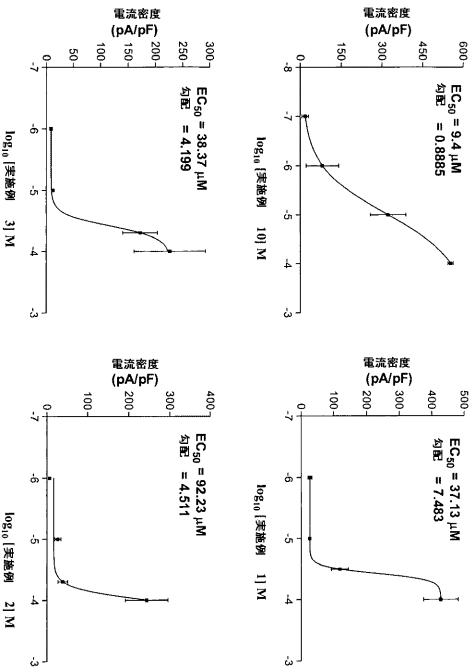 電流密度
(pA/pF)
600
450
300
150
0
EC50 = 9.4 μM
勾配 = 0.8885
-8
-7
-6
-5
-4
-3
log10 [実施例 10] M
電流密度
(pA/pF)
500
400
300
200
100
0
EC50 = 37.13 μM
勾配 = 7.483
-7
-6
-5
-4
-3
log10 [実施例 1] M
電流密度
(pA/pF)
300
250
200
150
100
50
0
EC50 = 38.37 μM
勾配 = 4.199
-7
-6
-5
-4
-3
log10 [実施例 3] M
電流密度
(pA/pF)
400
300
200
100
0
EC50 = 92.23 μM
勾配 = 4.511
-7
-6
-5
-4
-3
log10 [実施例 2] M